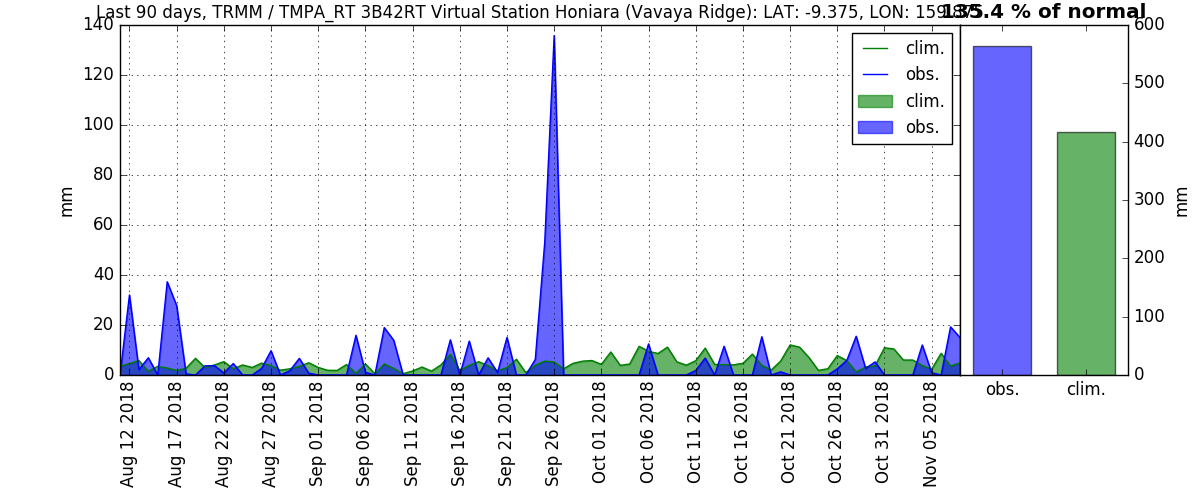 Last 90 days, TRMM / TMPA_RT 3B42RT Virtual Station Honiara (Vavaya Ridge): LAT: -9.375, LON: 159.875
135.4 % of normal
140
120
100
80
60
40
20
0
mm
clim.
obs.
clim.
obs.
600
500
400
300
200
100
0
mm
obs.
clim.
Aug 12 2018
Aug 17 2018
Aug 22 2018
Aug 27 2018
Sep 01 2018
Sep 06 2018
Sep 11 2018
Sep 16 2018
Sep 21 2018
Sep 26 2018
Oct 01 2018
Oct 06 2018
Oct 11 2018
Oct 16 2018
Oct 21 2018
Oct 26 2018
Oct 31 2018
Nov 05 2018